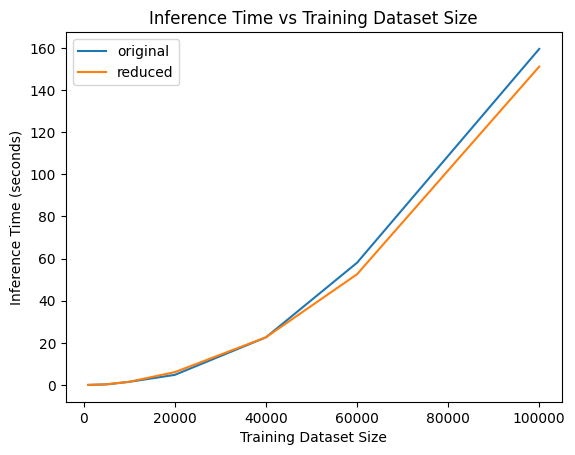 Inference Time vs Training Dataset Size
original
reduced
Inference Time (seconds)
160
140
120
100
80
60
40
20
0
0 20000 40000 60000 80000 100000
Training Dataset Size